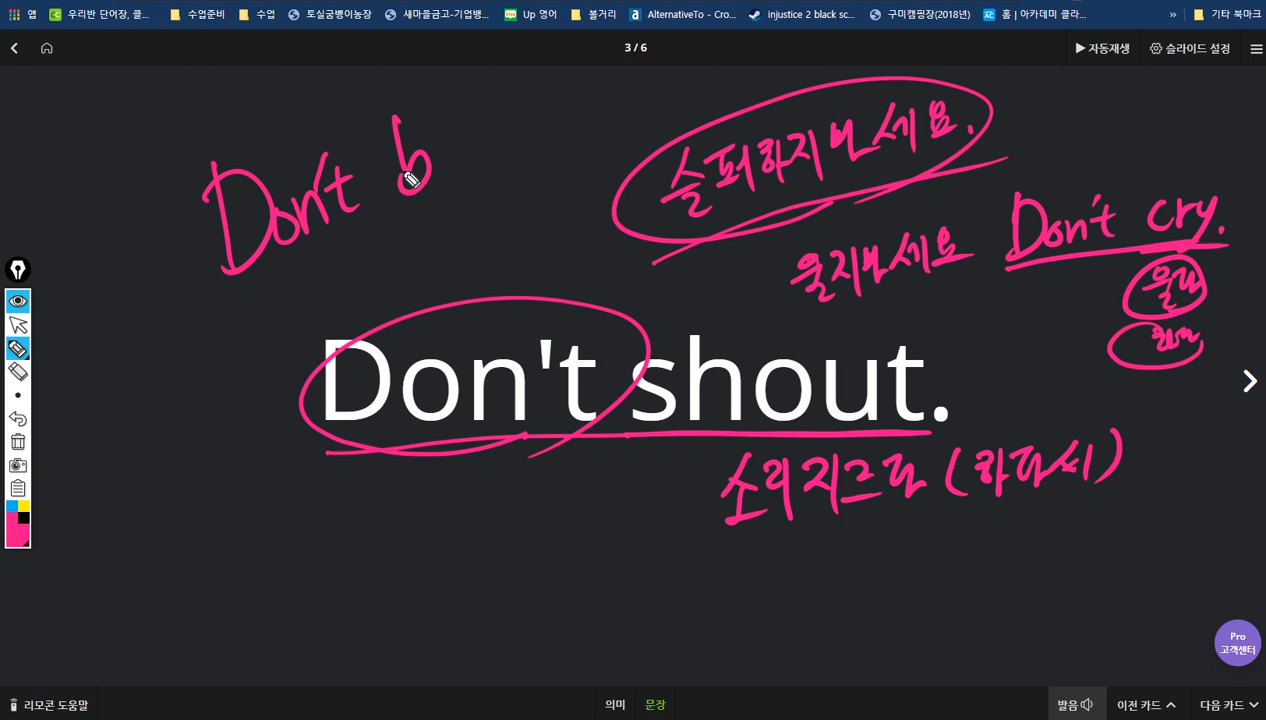 앱 우리반 단어장, 클... 수업준비 수업 토실굼벵이농장 새마을금고-기업뱅... Up 영어 볼거리 AlternativeTo - Cro... injustice 2 black sc... 구미캠핑장(2018년) 홈 | 아카데미 클라... » 기타 북마크
3 / 6
자동재생 슬라이드 설정
Don't b
슬퍼하지마세요.
울지마세요 Don't cry.
울다
Don't shout.
소리지르다
Pro
고객센터
리모콘 도움말 의미 문장 발음 이전 카드 다음 카드